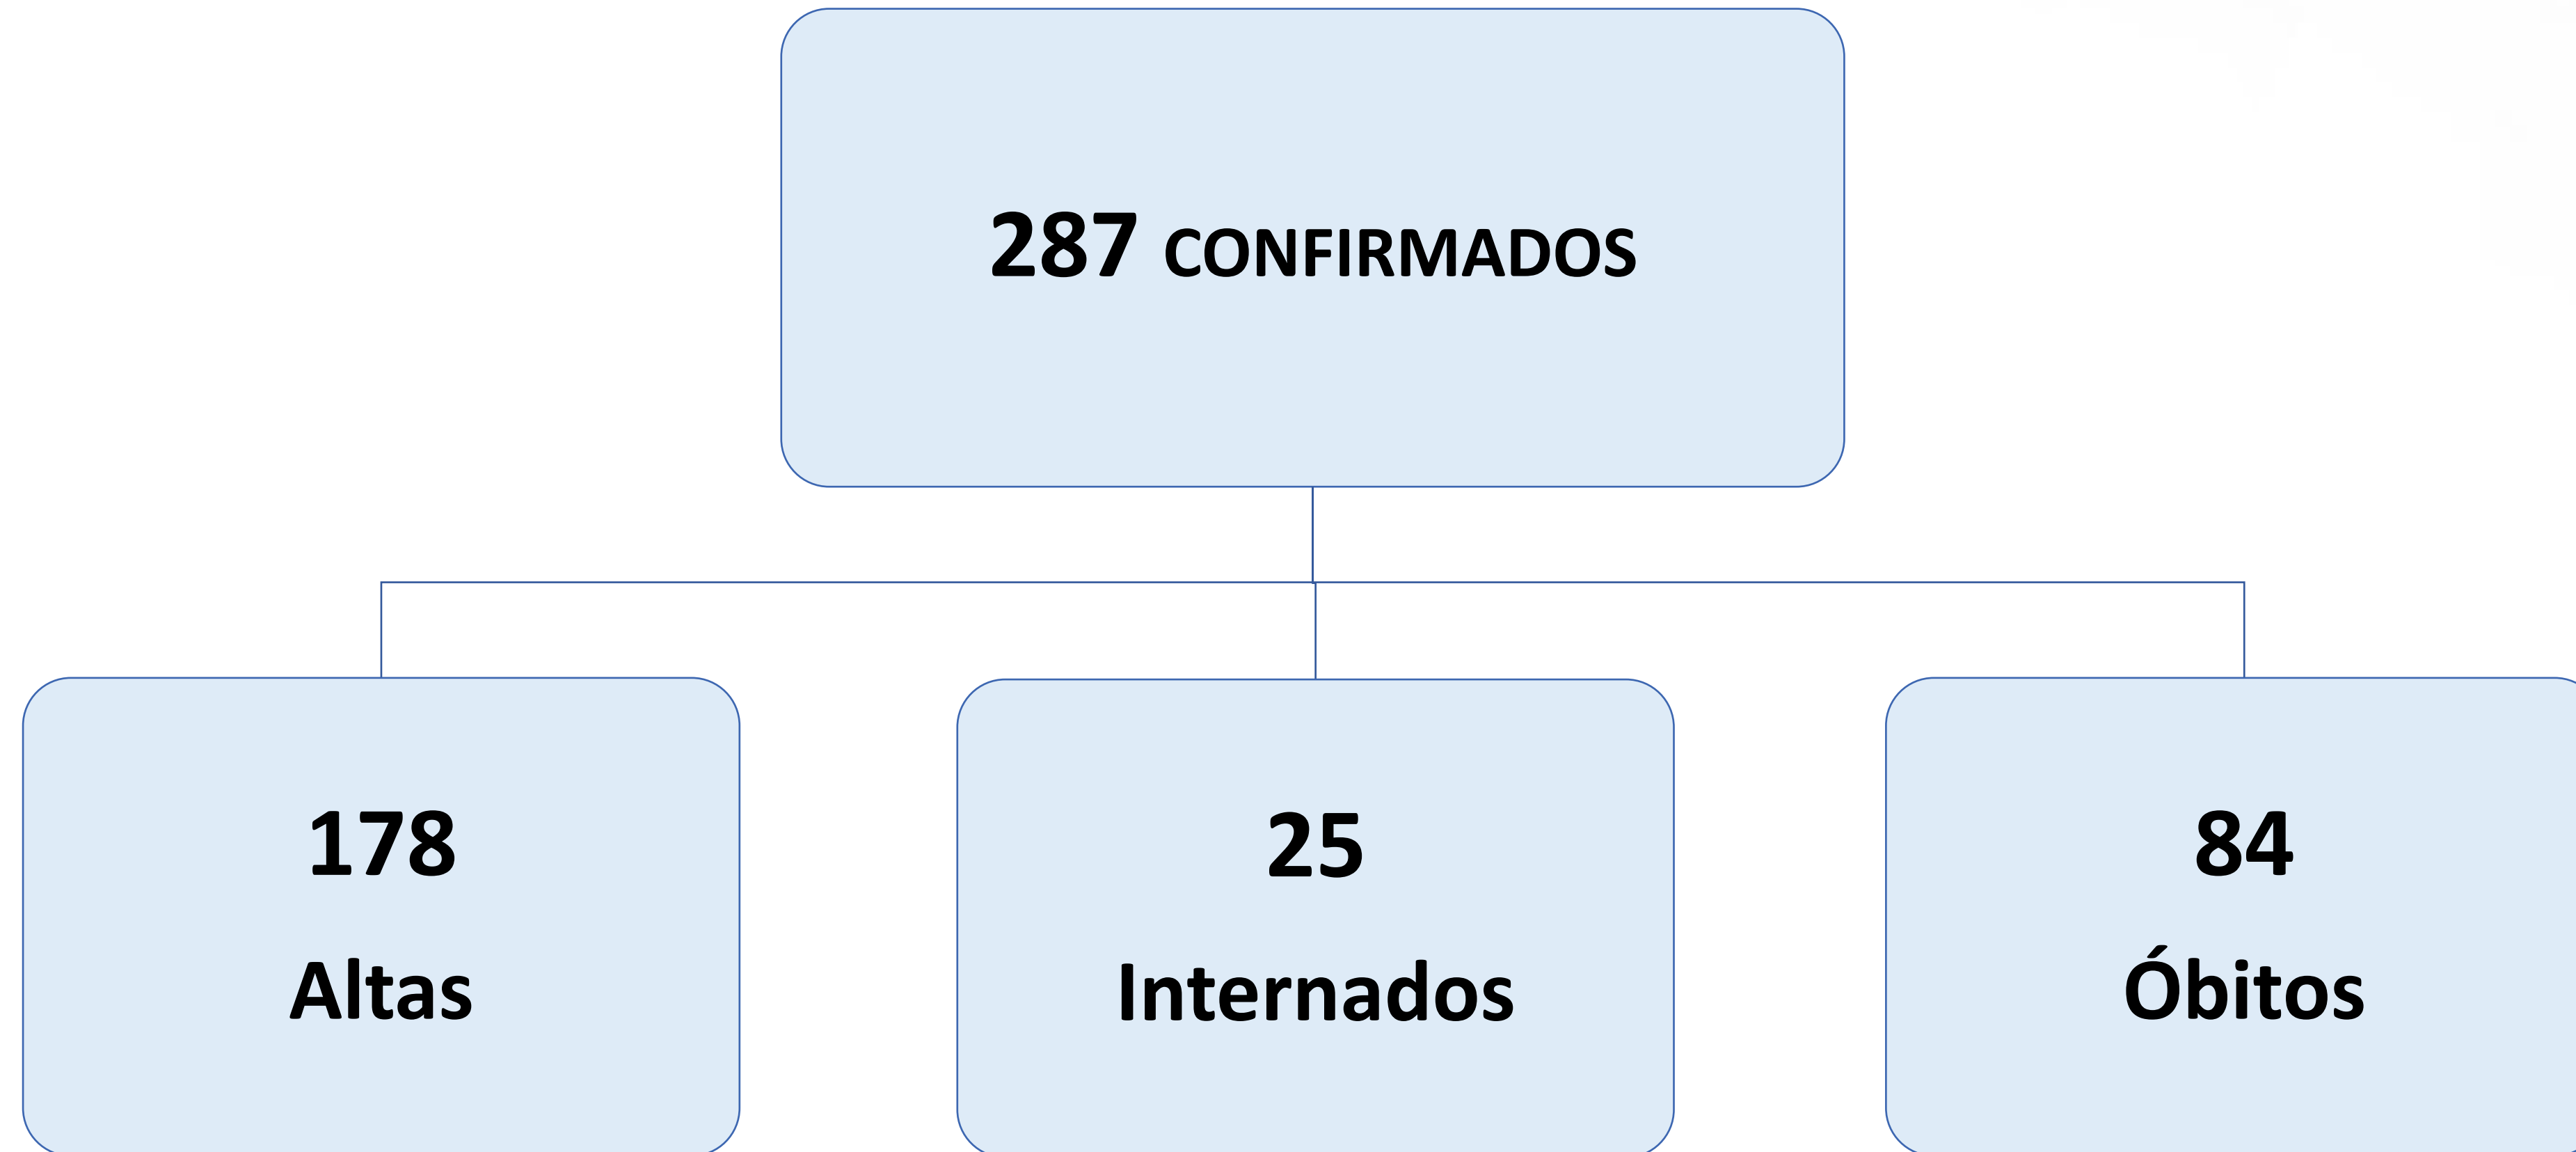 287 CONFIRMADOS
178
Altas
25
Internados
84
Óbitos